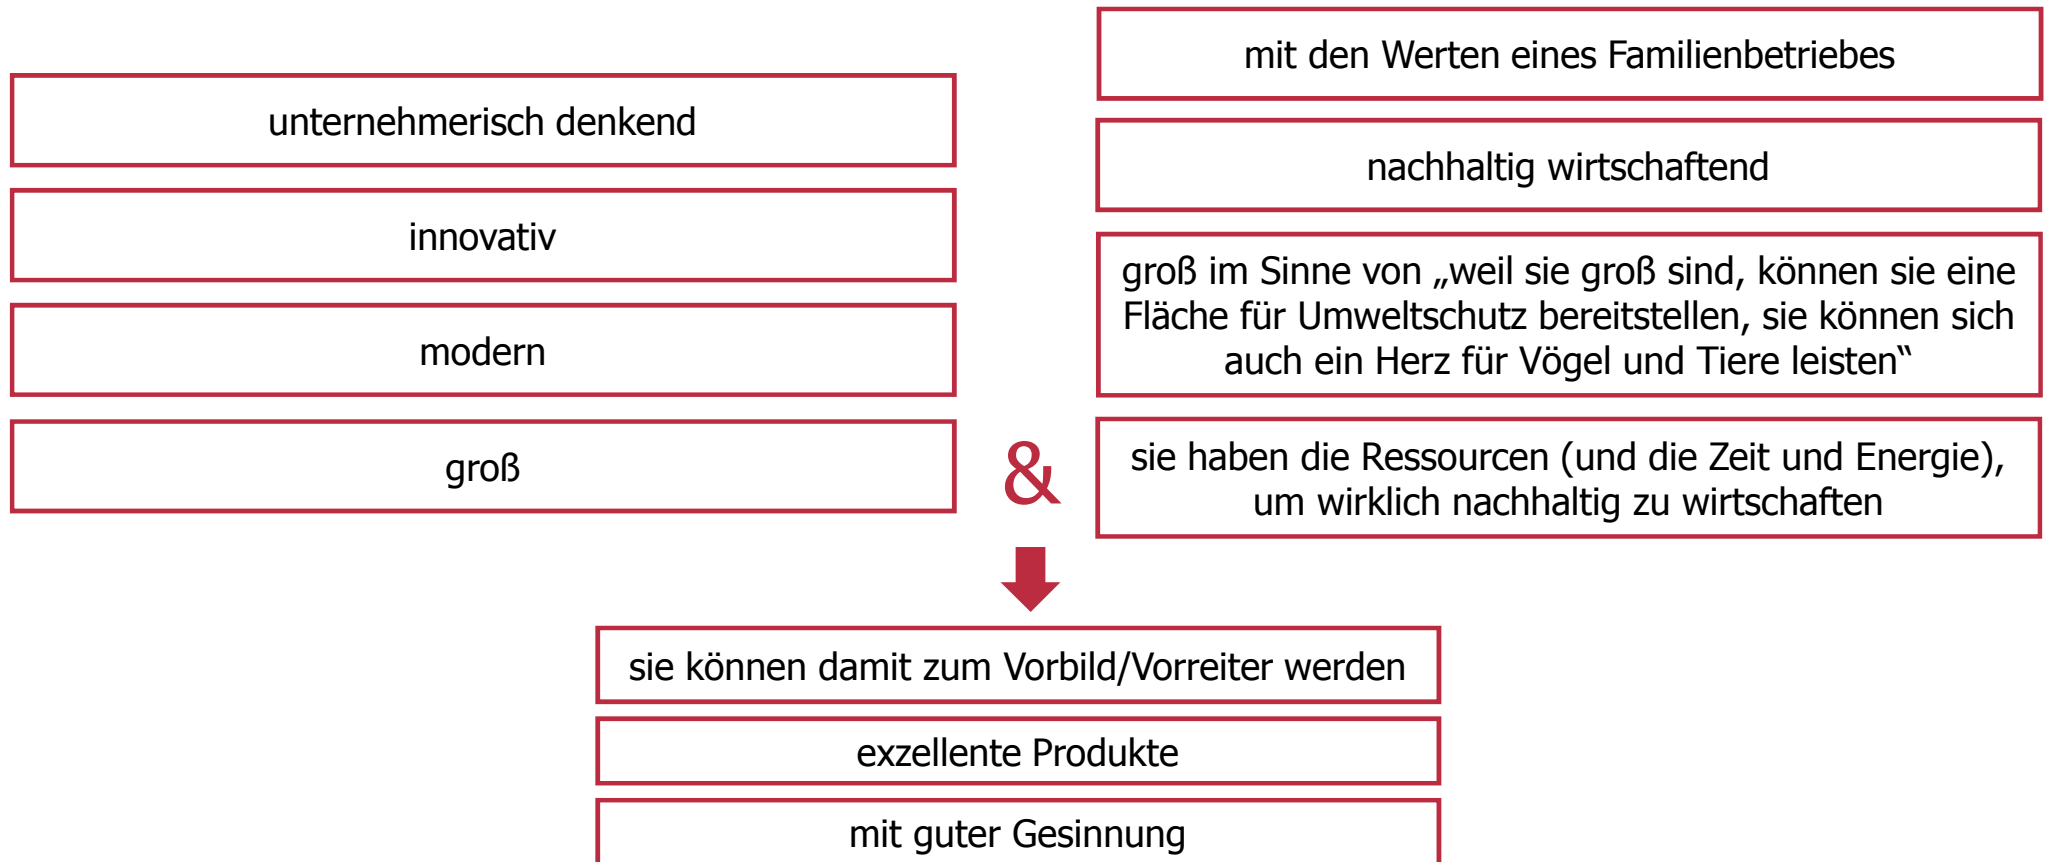 unternehmerisch denkend
innovativ
modern
groß
&
mit den Werten eines Familienbetriebes
nachhaltig wirtschaftend
groß im Sinne von „weil sie groß sind, können sie eine
Fläche für Umweltschutz bereitstellen, sie können sich
auch ein Herz für Vögel und Tiere leisten“
sie haben die Ressourcen (und die Zeit und Energie),
um wirklich nachhaltig zu wirtschaften
sie können damit zum Vorbild/Vorreiter werden
exzellente Produkte
mit guter Gesinnung